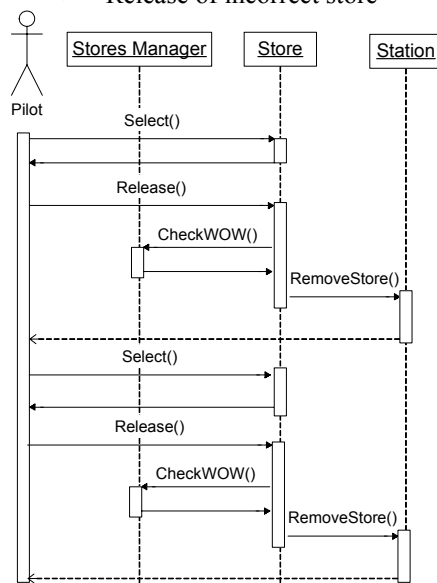 Release of incorrect store
Stores Manager
Store
Station
Pilot
Select()
Release()
CheckWOW()
RemoveStore()
Select()
Release()
CheckWOW()
RemoveStore()